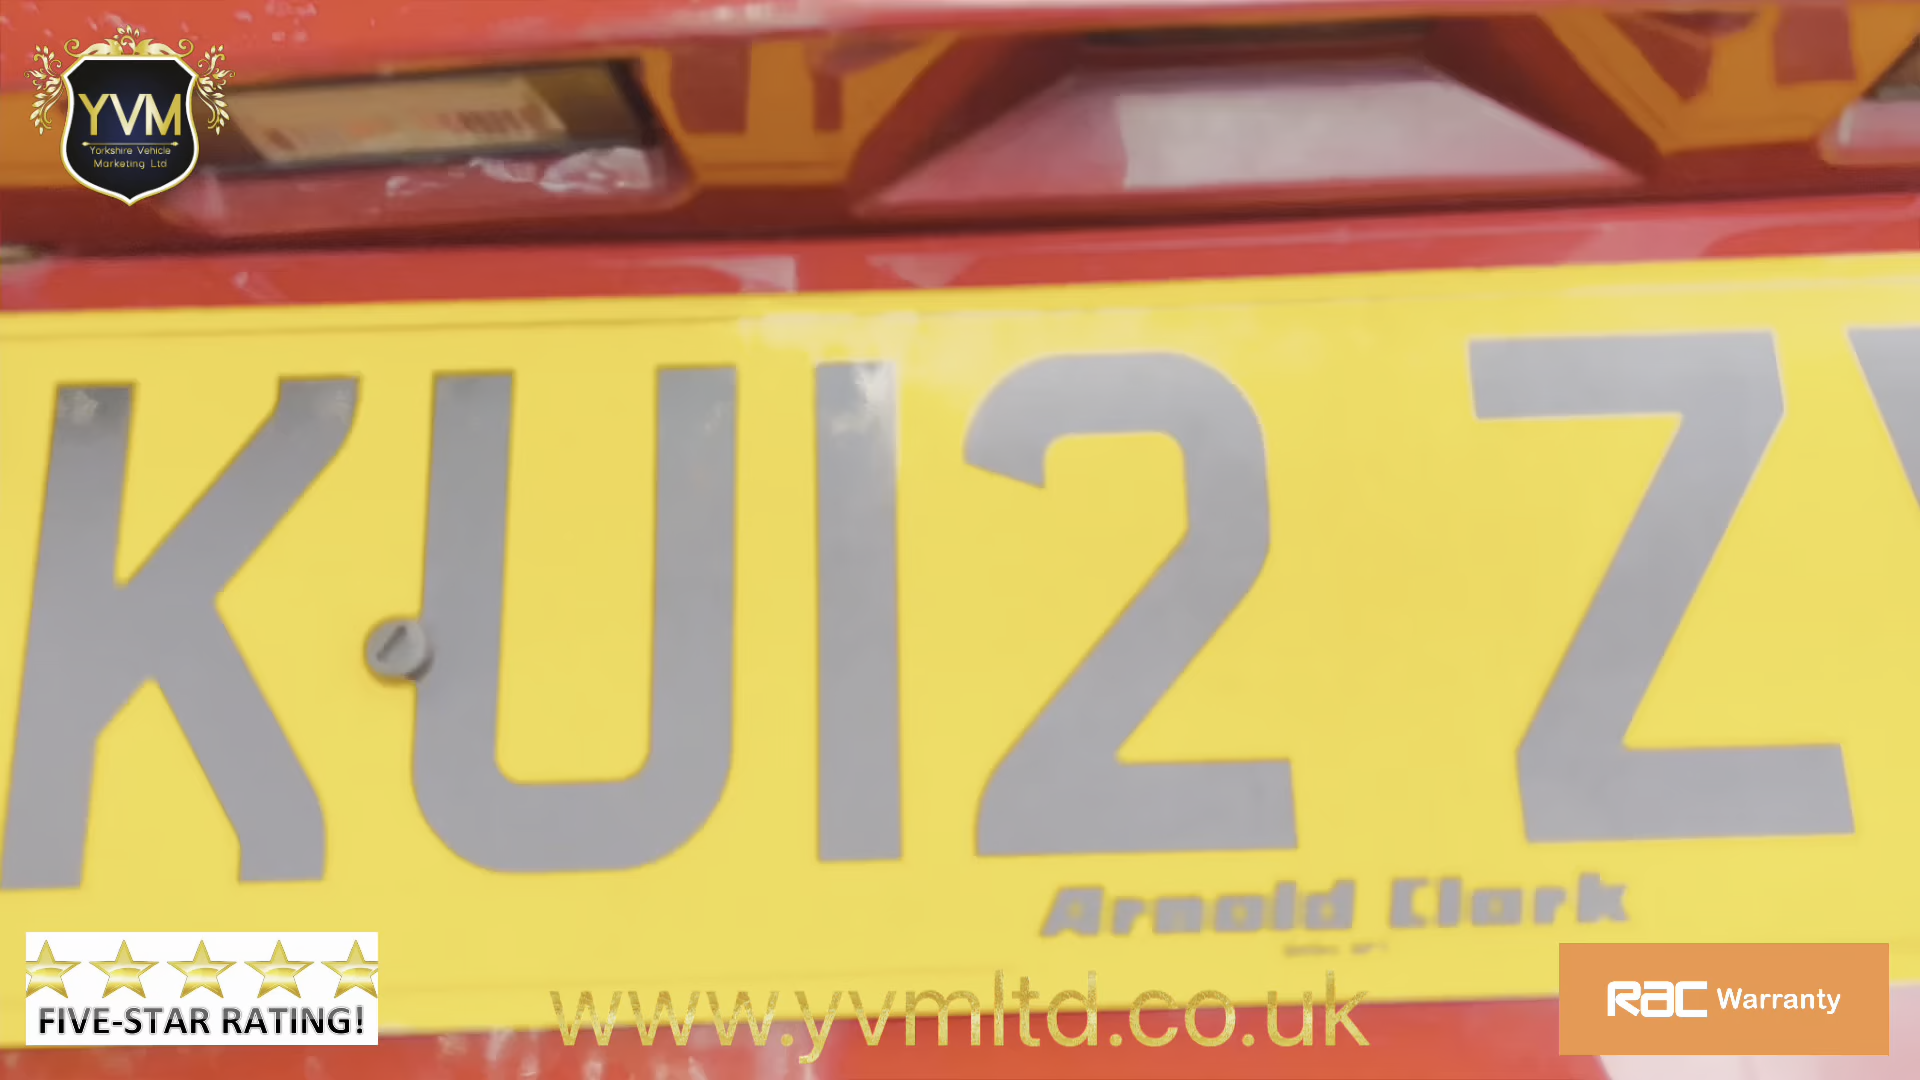 YVM
Yorkshire Vehicle
Marketing Ltd
KU12 Z
Arnold Clark
FIVE-STAR RATING!
www.yvmltd.co.uk
RAC Warranty